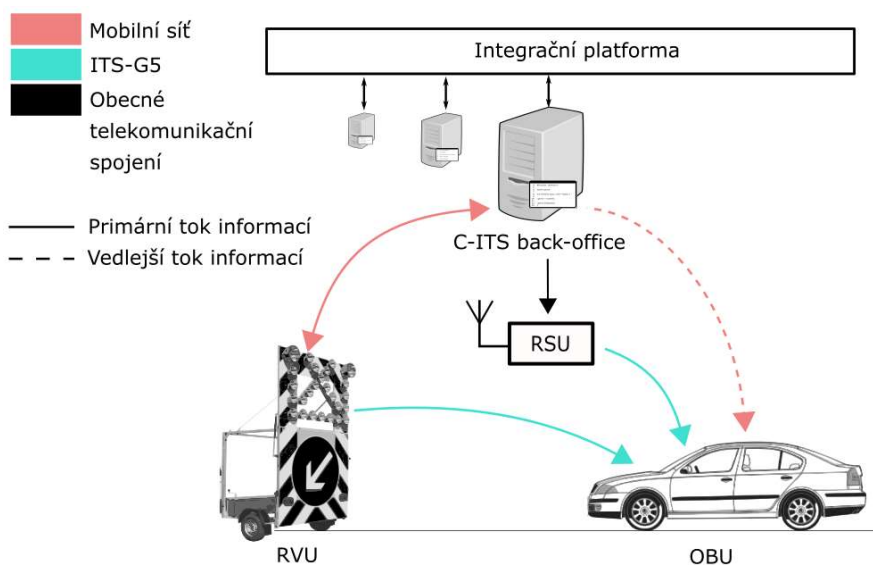 Mobilní síť
ITS-G5
Obecné
telekomunikační
spojení
Primární tok informací
Vedlejší tok informací
Integrační platforma
C-ITS back-office
RSU
RVU
OBU